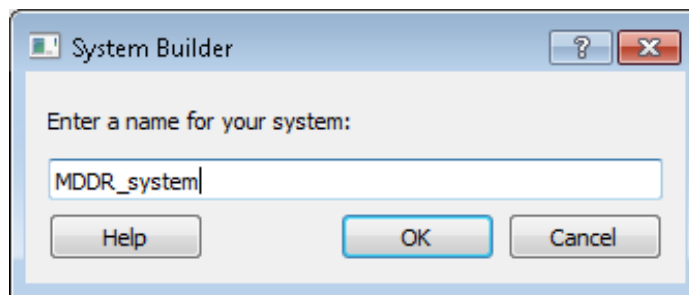 System Builder
?
Enter a name for your system:
MDDR_system
Help
OK
Cancel